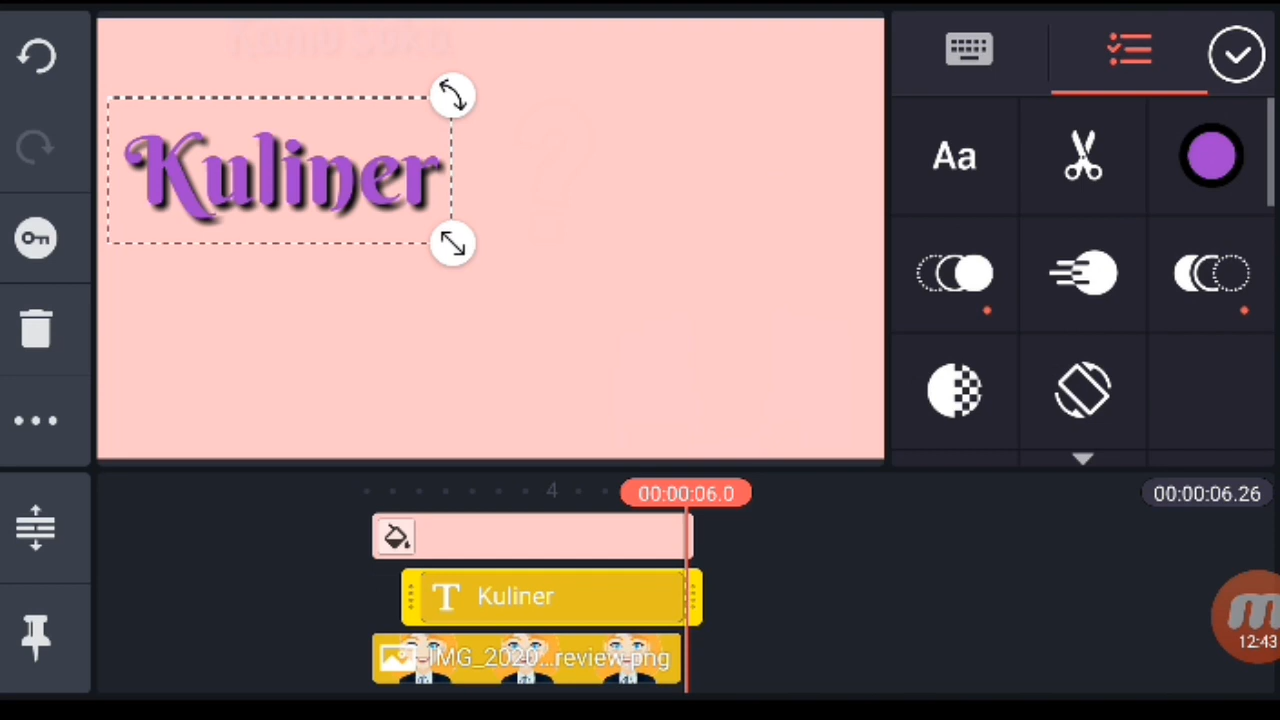 Kuliner
Aa
4
00:00:06.0
00:00:06.26
T Kuliner
IMG_2020...review-png
12:43